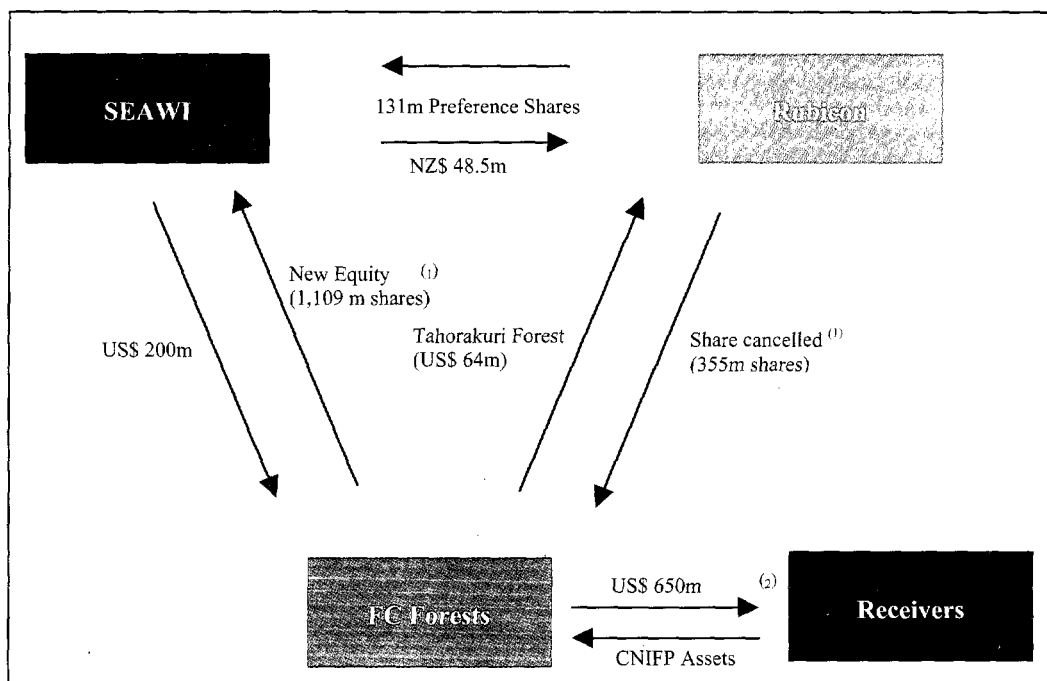 SEAWI
131m Preference Shares
Rubicon
NZ$ 48.5m
New Equity (1)
(1,109 m shares)
US$ 200m
Tahorakuri Forest
(US$ 64m)
Share cancelled (1)
(355m shares)
FC Forests
US$ 650m (2)
Receivers
CNIFP Assets